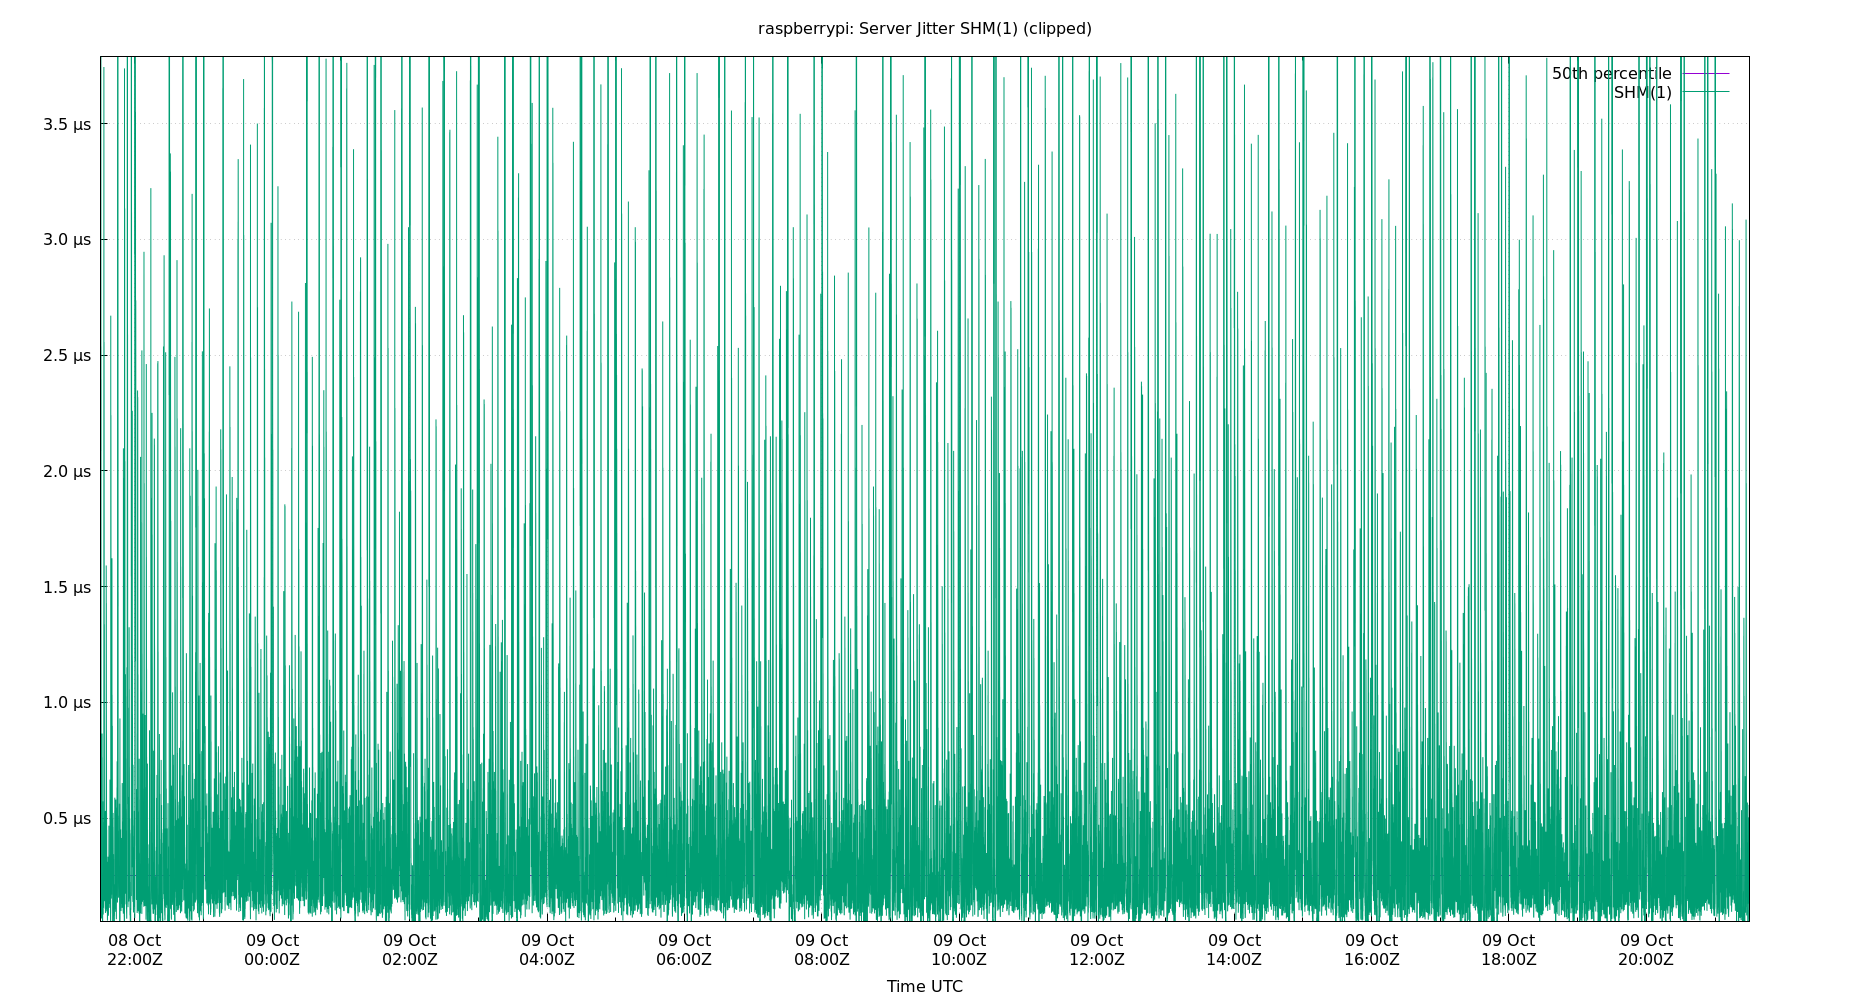 raspberrypi: Server Jitter SHM(1) (clipped)
50th percentile
SHM(1)
3.5 µs
3.0 µs
2.5 µs
2.0 µs
1.5 µs
1.0 µs
0.5 µs
08 Oct 09 Oct 09 Oct 09 Oct 09 Oct 09 Oct 09 Oct 09 Oct 09 Oct 09 Oct 09 Oct 09 Oct
22:00Z 00:00Z 02:00Z 04:00Z 06:00Z 08:00Z 10:00Z 12:00Z 14:00Z 16:00Z 18:00Z 20:00Z
Time UTC